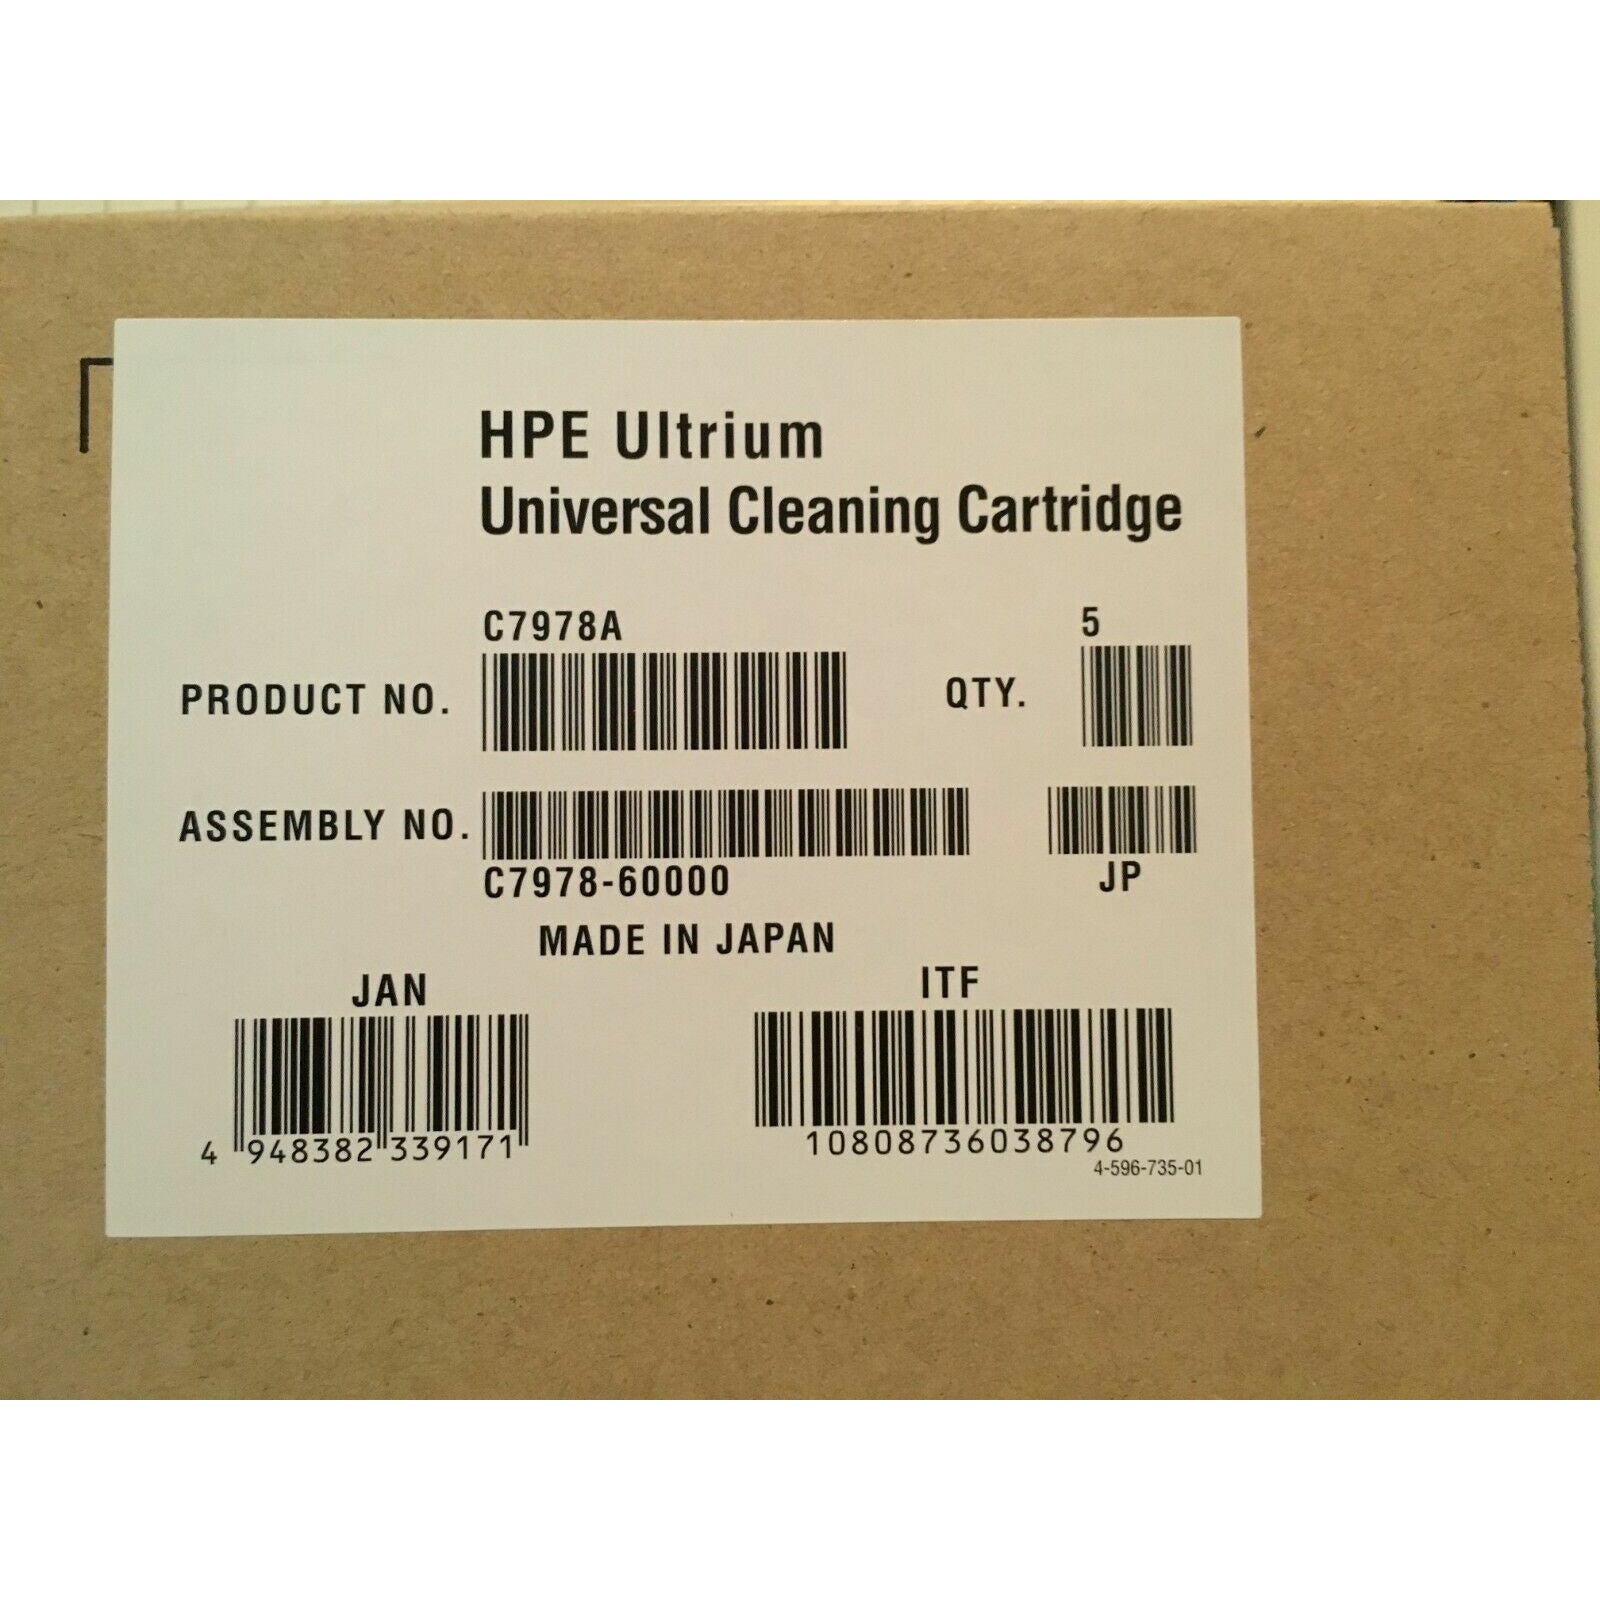 HPE Ultrium
Universal Cleaning Cartridge
C7978A
5
PRODUCT NO.
QTY.
ASSEMBLY NO.
C7978-60000
JP
MADE IN JAPAN
JAN
ITF
4 948382 339171
10808736038796
4-596-735-01